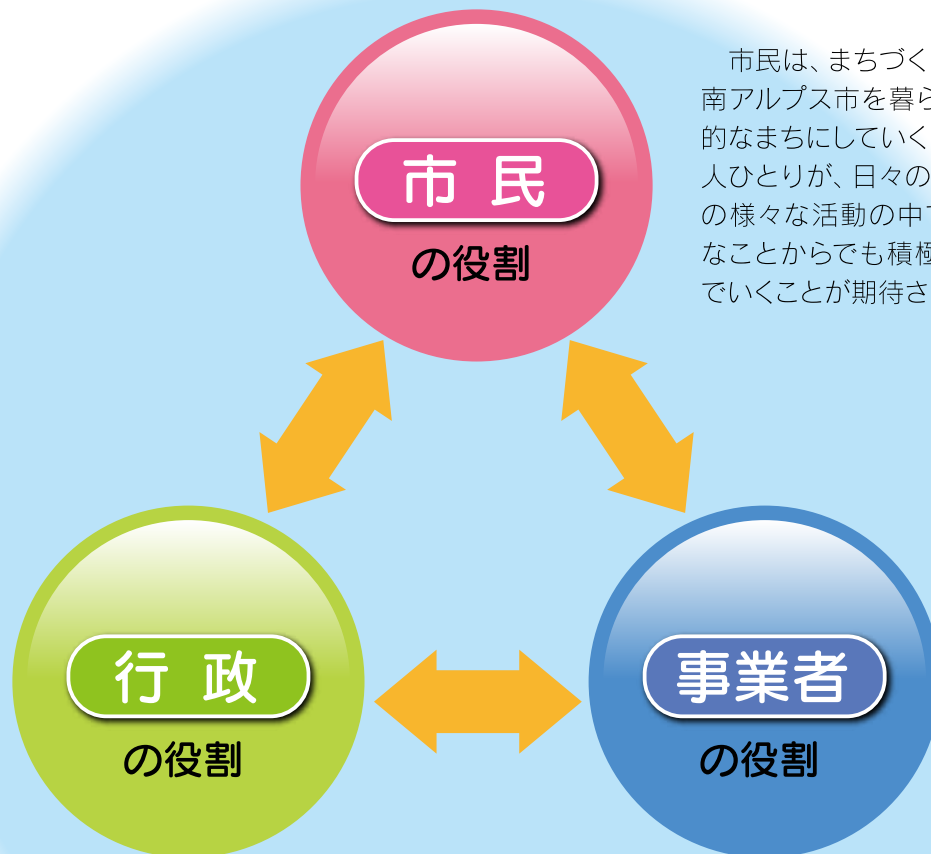 市民は、まちづく
南アルプス市を暮ら
的なまちにしていく
人ひとりが、日々の
の様々な活動の中で
なことからでも積極
でいくことが期待さ
市 民
の役割
行 政
の役割
事業者
の役割